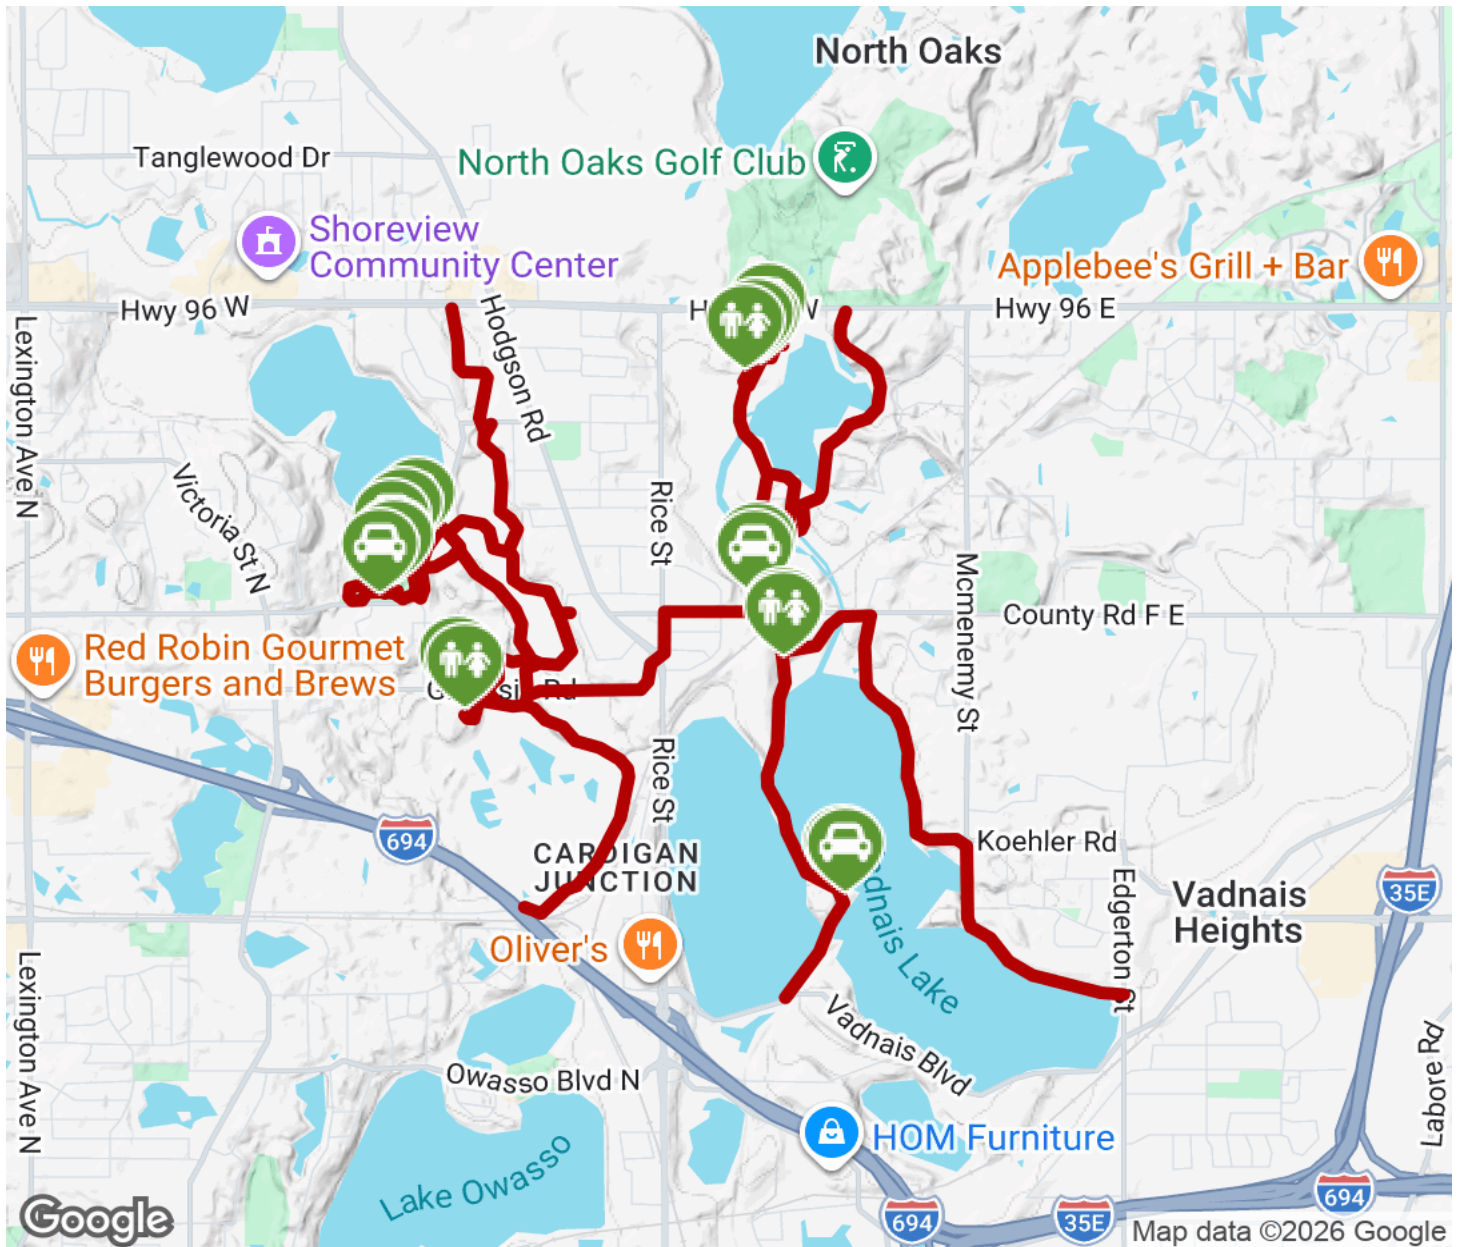 North Oaks
Tanglewood Dr
North Oaks Golf Club
Shoreview
Community Center
Applebee's Grill + Bar
Hwy 96 W
W
Hwy 96 E
Lexington Ave N
Hodgson Rd
Victoria St N
Rice St
Mcmenemy St
County Rd F E
Red Robin Gourmet
Burgers and Brews
Rd
Rice St
694
CARDIGAN
JUNCTION
Koehler Rd
Edgerton St
35E
Vadnais
Heights
Oliver's
Lake
Lexington Ave N
Vadnais Blvd
Owasso Blvd N
Labore Rd
HOM Furniture
Lake Owasso
694
694
35E
Google
Map data ©2026 Google